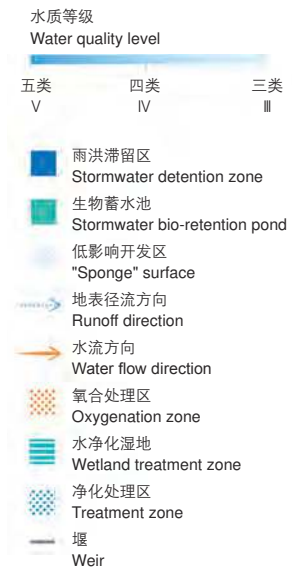 水质等级
Water quality level
五类 四类 三类
Ⅴ Ⅳ Ⅲ
雨洪滞留区
Stormwater detention zone
生物蓄水池
Stormwater bio-retention pond
低影响开发区
"Sponge" surface
地表径流方向
Runoff direction
水流方向
Water flow direction
氧合处理区
Oxygenation zone
水净化湿地
Wetland treatment zone
净化处理区
Treatment zone
堰
Weir